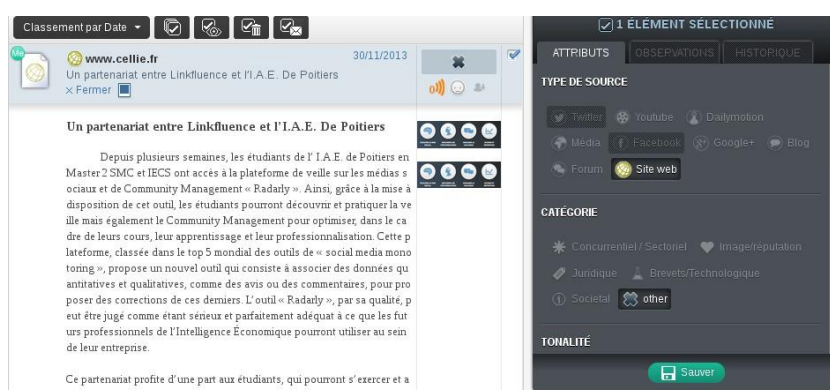 Classement par Date
1 ÉLÉMENT SÉLECTIONNÉ
Me
www.cellie.fr
30/11/2013
Un partenariat entre Linkfluence et l'I.A.E. De Poitiers
× Fermer
Un partenariat entre Linkfluence et l'I.A.E. De Poitiers
Depuis plusieurs semaines, les étudiants de l' I.A.E. de Poitiers en
Master 2 SMC et IECS ont accès à la plateforme de veille sur les médias s
ociaux et de Community Management « Radarly ». Ainsi, grâce à la mise à
disposition de cet outil, les étudiants pourront découvrir et pratiquer la ve
ille mais également le Community Management pour optimiser, dans le ca
dre de leurs cours, leur apprentissage et leur professionnalisation. Cette p
lateforme, classée dans le top 5 mondial des outils de « social media mono
toring », propose un nouvel outil qui consiste à associer des données qu
antitatives et qualitatives, comme des avis ou des commentaires, pour pro
poser des corrections de ces derniers. L'outil « Radarly », par sa qualité, p
eut être jugé comme étant sérieux et parfaitement adéquat à ce que les fut
urs professionnels de l'Intelligence Économique pourront utiliser au sein
de leur entreprise.
Ce partenariat profite d'une part aux étudiants, qui pourront s'exercer et a
ATTRIBUTS OBSERVATIONS HISTORIQUE
TYPE DE SOURCE
Twitter Youtube Dailymotion
Média Facebook Google+ Blog
Forum Site web
CATÉGORIE
Concurrentiel / Sectoriel Image/réputation
Juridique Brevets/Technologique
Societal other
TONALITÉ
Sauver